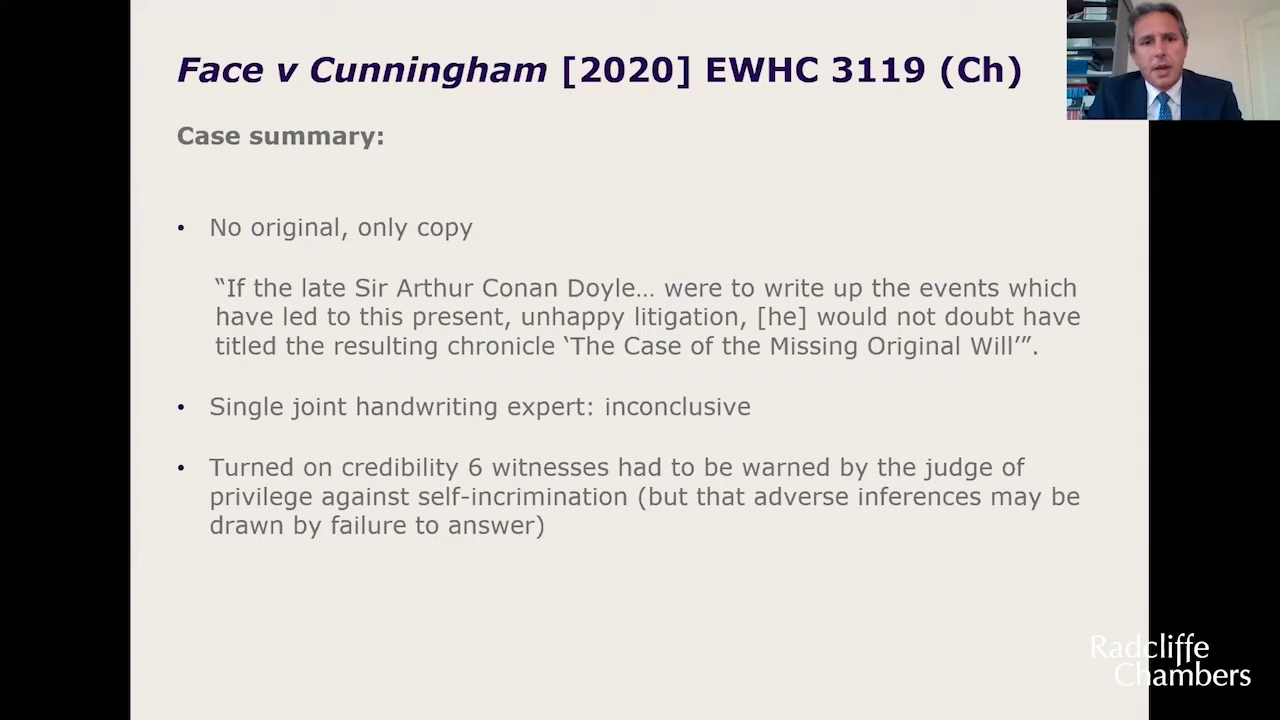 Face v Cunningham [2020] EWHC 3119 (Ch)
Case summary:
• No original, only copy
“If the late Sir Arthur Conan Doyle… were to write up the events which
have led to this present, unhappy litigation, [he] would not doubt have
titled the resulting chronicle ‘The Case of the Missing Original Will’”.
• Single joint handwriting expert: inconclusive
• Turned on credibility 6 witnesses had to be warned by the judge of
privilege against self-incrimination (but that adverse inferences may be
drawn by failure to answer)
Radcliffe
Chambers